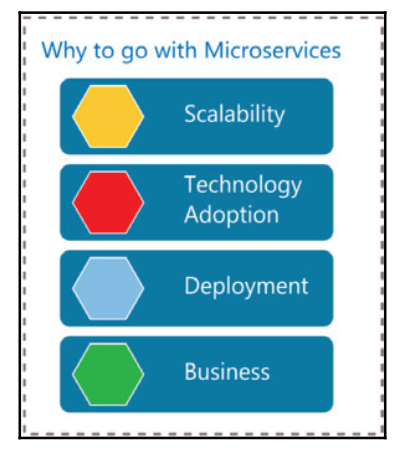 Why to go with Microservices
Scalability
Technology
Adoption
Deployment
Business